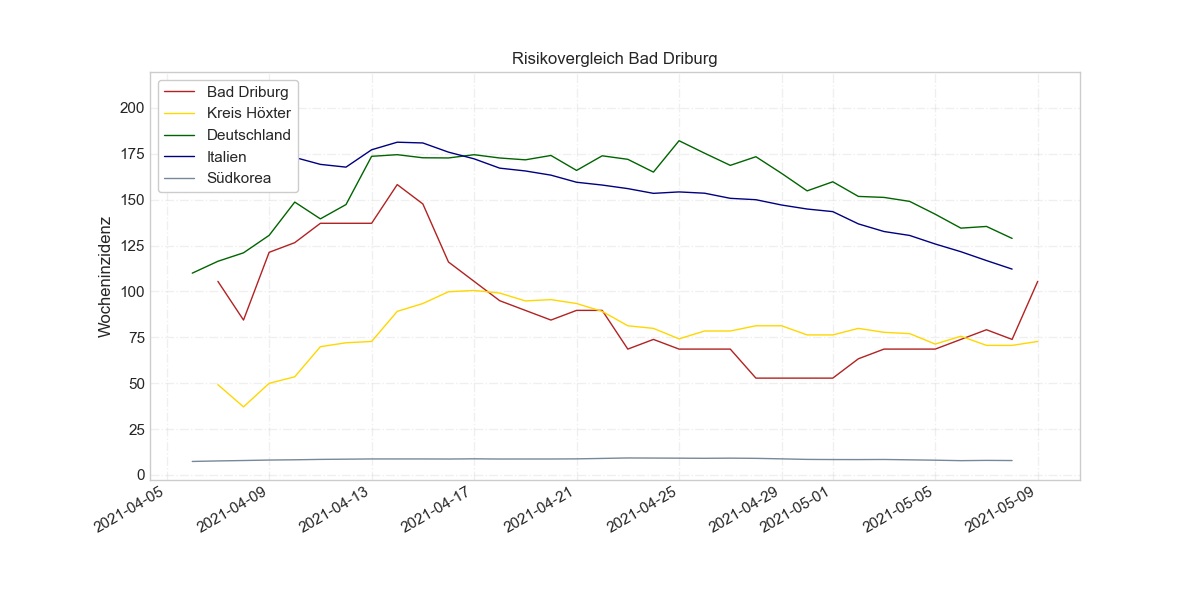 Risikovergleich Bad Driburg
Bad Driburg
Kreis Höxter
Deutschland
Italien
Südkorea
Wocheninzidenz
200
175
150
125
100
75
50
25
0
2021-04-05
2021-04-09
2021-04-13
2021-04-17
2021-04-21
2021-04-25
2021-04-29
2021-05-01
2021-05-05
2021-05-09